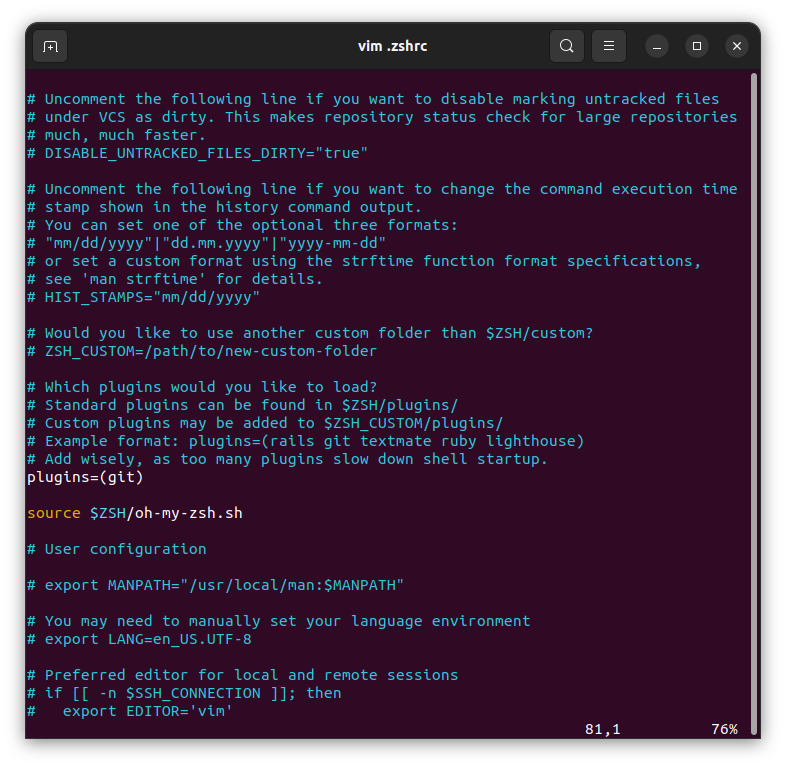 vim .zshrc
# Uncomment the following line if you want to disable marking untracked files
# under VCS as dirty. This makes repository status check for large repositories
# much, much faster.
# DISABLE_UNTRACKED_FILES_DIRTY="true"
# Uncomment the following line if you want to change the command execution time
# stamp shown in the history command output.
# You can set one of the optional three formats:
# "mm/dd/yyyy"|"dd.mm.yyyy"|"yyyy-mm-dd"
# or set a custom format using the strftime function format specifications,
# see 'man strftime' for details.
# HIST_STAMPS="mm/dd/yyyy"
# Would you like to use another custom folder than $ZSH/custom?
# ZSH_CUSTOM=/path/to/new-custom-folder
# Which plugins would you like to load?
# Standard plugins can be found in $ZSH/plugins/
# Custom plugins may be added to $ZSH_CUSTOM/plugins/
# Example format: plugins=(rails git textmate ruby lighthouse)
# Add wisely, as too many plugins slow down shell startup.
plugins=(git)
source $ZSH/oh-my-zsh.sh
# User configuration
# export MANPATH="/usr/local/man:$MANPATH"
# You may need to manually set your language environment
# export LANG=en_US.UTF-8
# Preferred editor for local and remote sessions
# if [[ -n $SSH_CONNECTION ]]; then
#   export EDITOR='vim'
81,1 76%